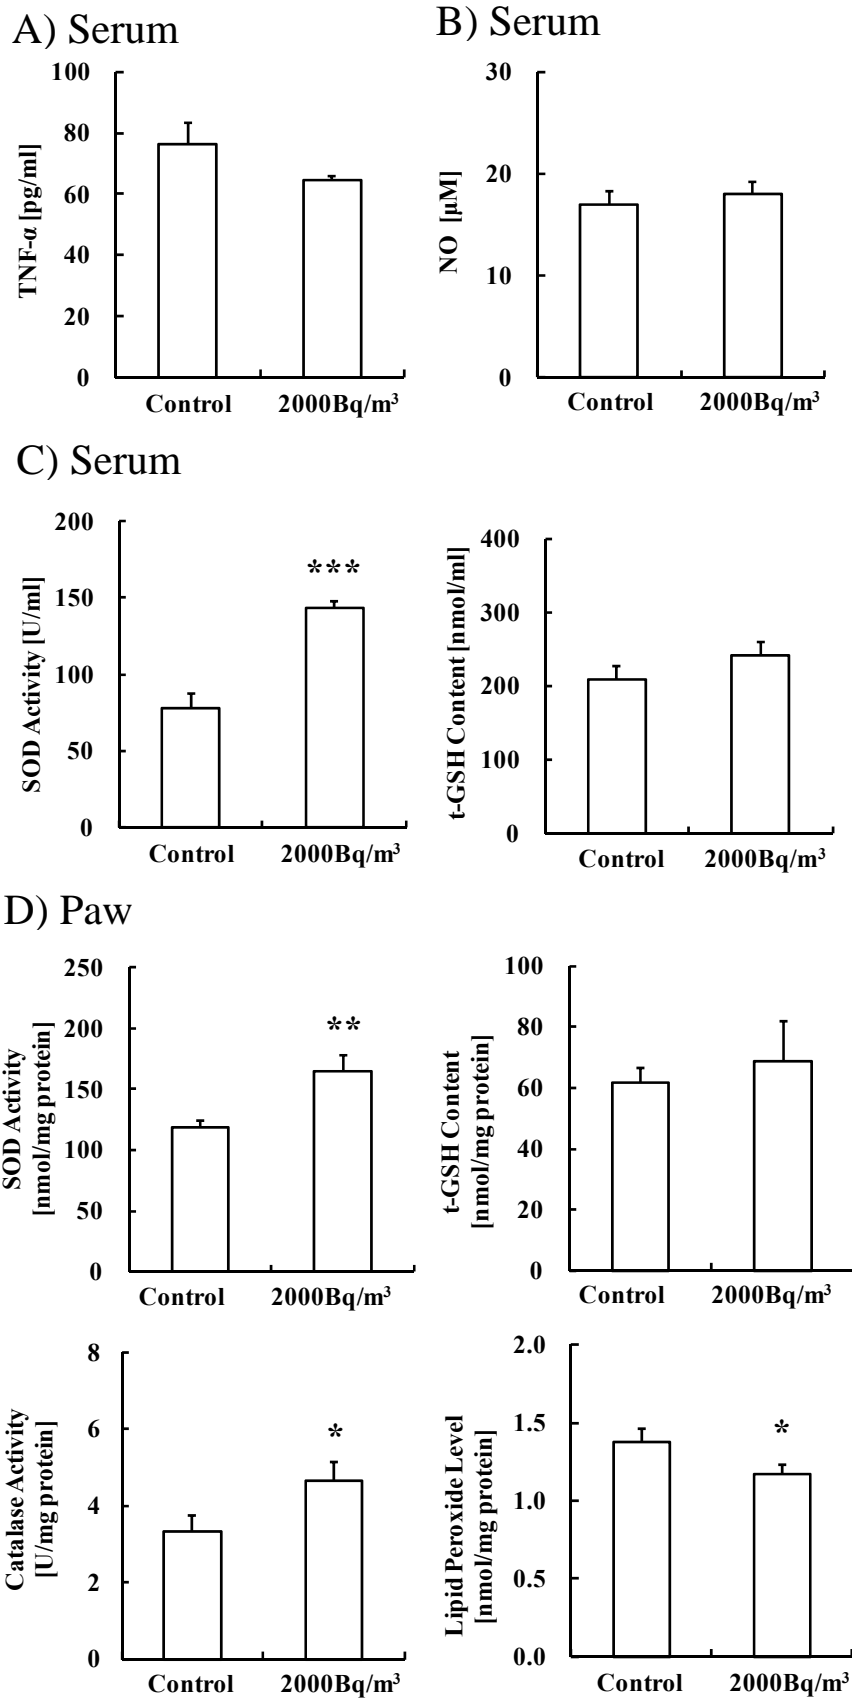 A) Serum
TNF-α [pg/ml]
100
80
60
40
20
0
Control
2000Bq/m³
B) Serum
NO [µM]
30
20
10
0
Control
2000Bq/m³
C) Serum
SOD Activity [U/ml]
200
150
100
50
0
***
Control
2000Bq/m³
t-GSH Content [nmol/ml]
400
300
200
100
0
Control
2000Bq/m³
D) Paw
SOD Activity
[nmol/mg protein]
250
200
150
100
50
0
**
Control
2000Bq/m³
t-GSH Content
[nmol/mg protein]
100
80
60
40
20
0
Control
2000Bq/m³
Catalase Activity
[U/mg protein]
8
6
4
2
0
*
Control
2000Bq/m³
Lipid Peroxide Level
[nmol/mg protein]
2.0
1.5
1.0
0.5
0.0
*
Control
2000Bq/m³